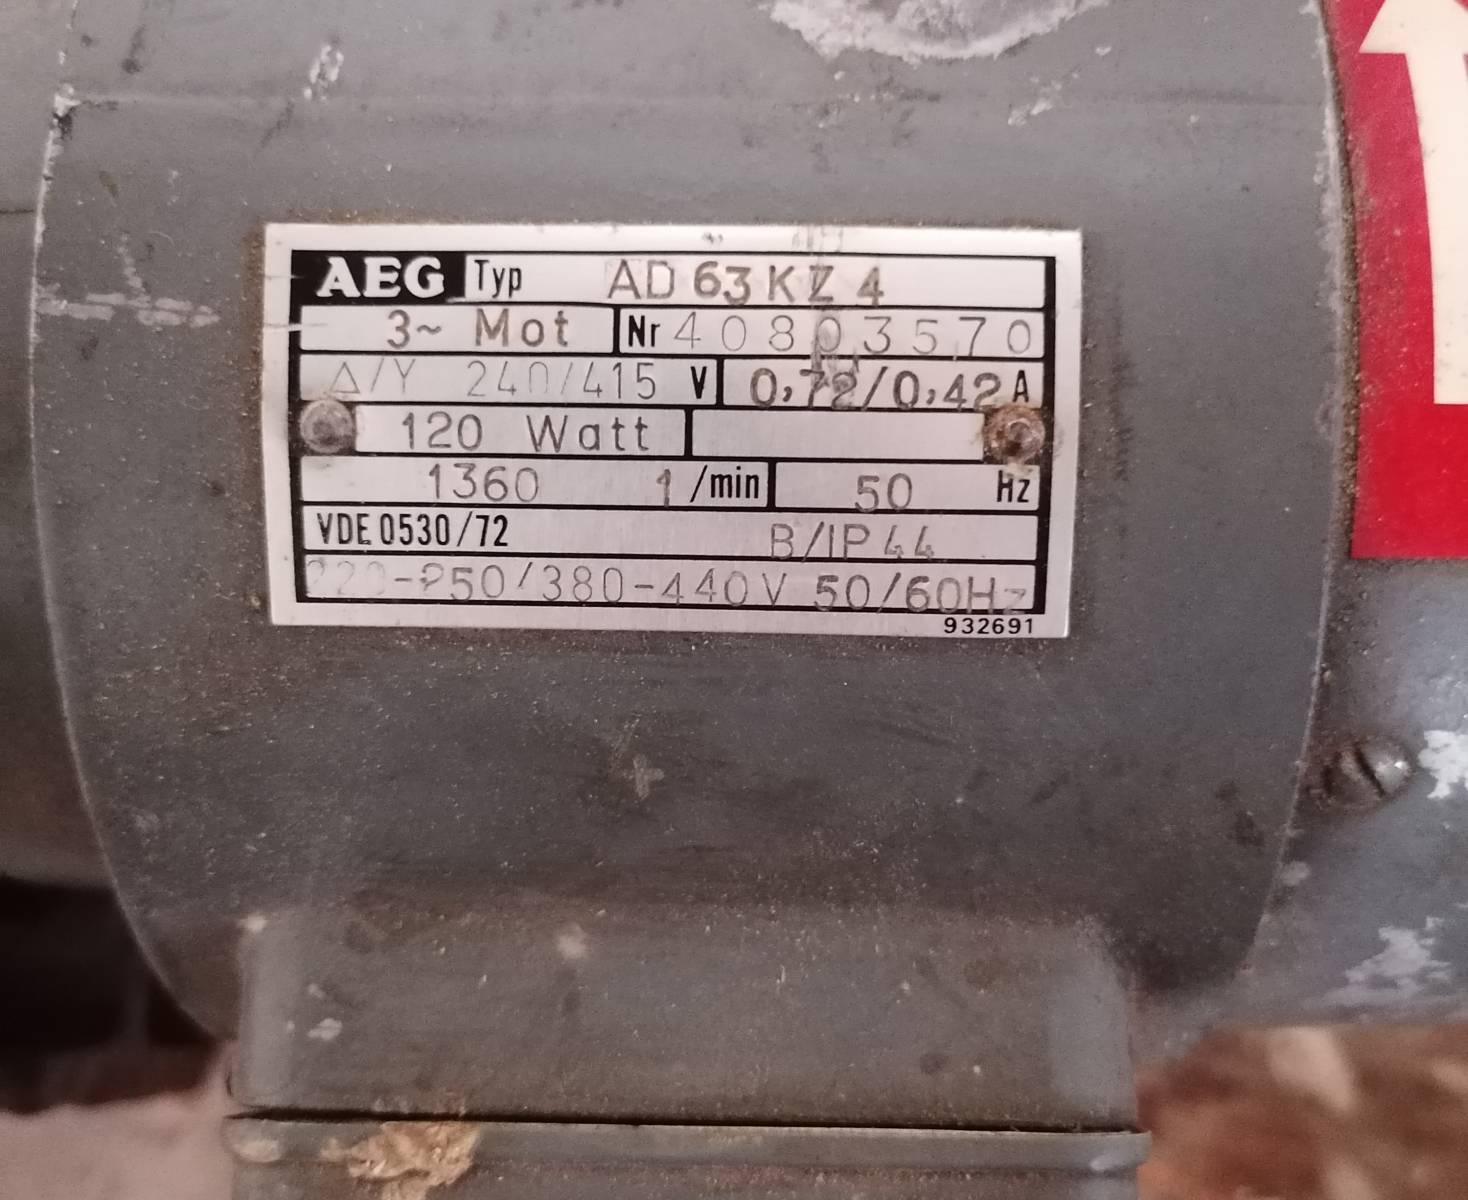 AEG Typ AD 63 KZ 4
3~ Mot Nr 40803570
Δ/Y 240/415 V 0,72/0,42 A
120 Watt
1360 1/min 50 Hz
VDE 0530/72 B/IP 44
220-250/380-440V 50/60Hz
932691